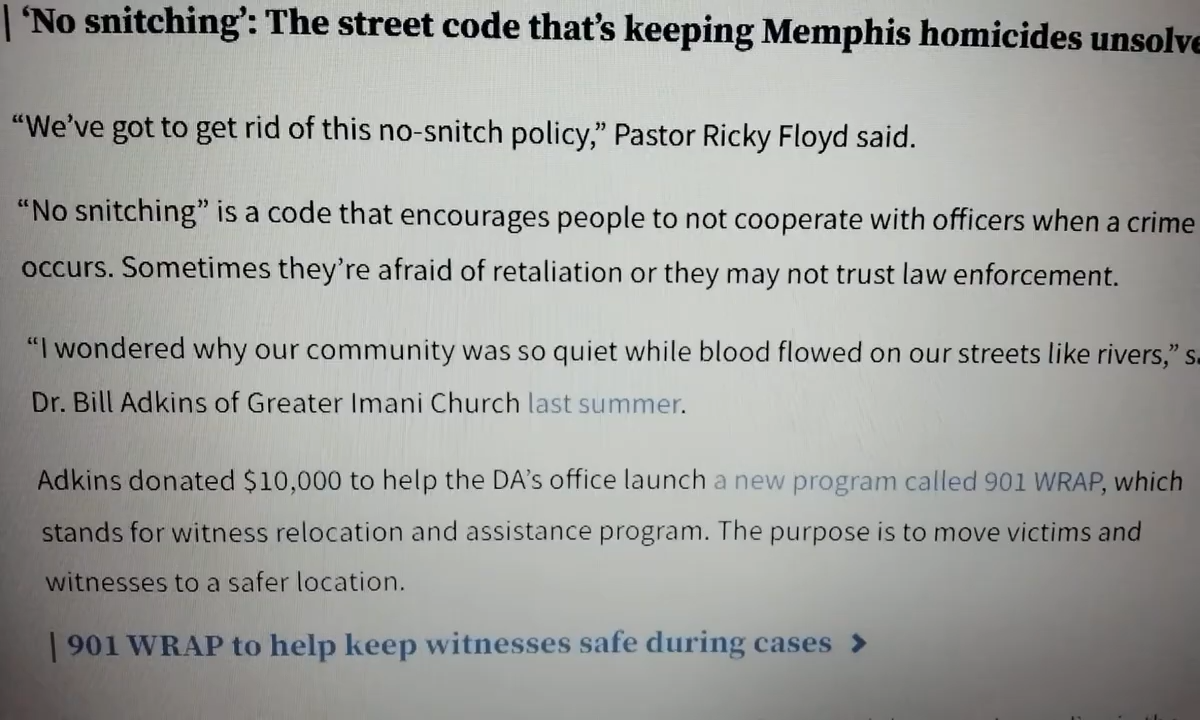 | ‘No snitching’: The street code that’s keeping Memphis homicides
“We’ve got to get rid of this no-snitch policy,” Pastor Ricky Floyd said.
“No snitching” is a code that encourages people to not cooperate with officers when a crime
occurs. Sometimes they’re afraid of retaliation or they may not trust law enforcement.
“I wondered why our community was so quiet while blood flowed on our streets like rivers,”
Dr. Bill Adkins of Greater Imani Church last summer.
Adkins donated $10,000 to help the DA’s office launch a new program called 901 WRAP, which
stands for witness relocation and assistance program. The purpose is to move victims and
witnesses to a safer location.
| 901 WRAP to help keep witnesses safe during cases >